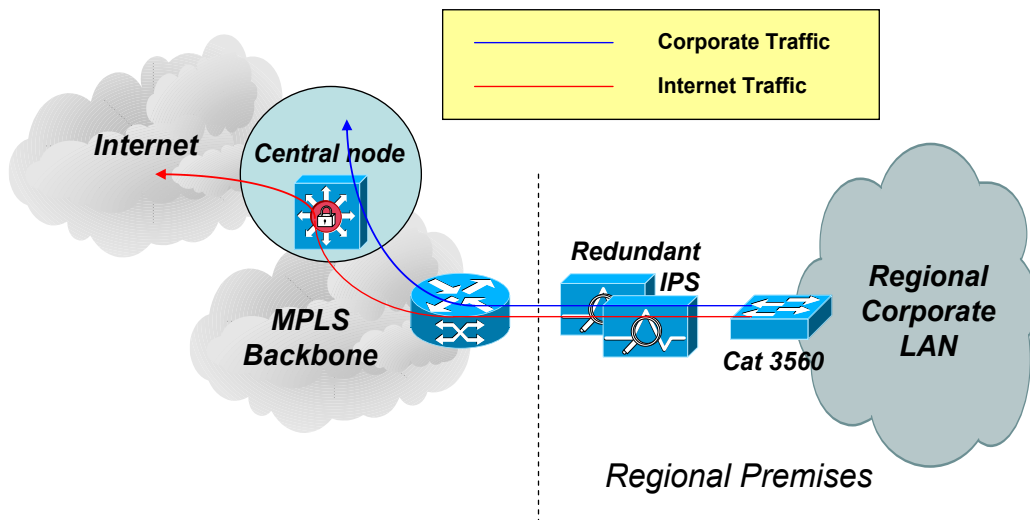 Corporate Traffic
Internet Traffic
Internet
Central node
Redundant
IPS
MPLS
Backbone
Cat 3560
Regional
Corporate
LAN
Regional Premises